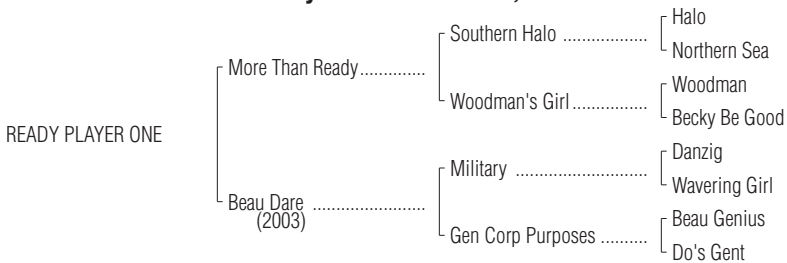 Halo
Southern Halo ..................
Northern Sea
More Than Ready..............
Woodman
Woodman's Girl................
Becky Be Good
READY PLAYER ONE
Danzig
Military ............................
Wavering Girl
Beau Dare ........................
(2003)
Beau Genius
Gen Corp Purposes ..........
Do's Gent